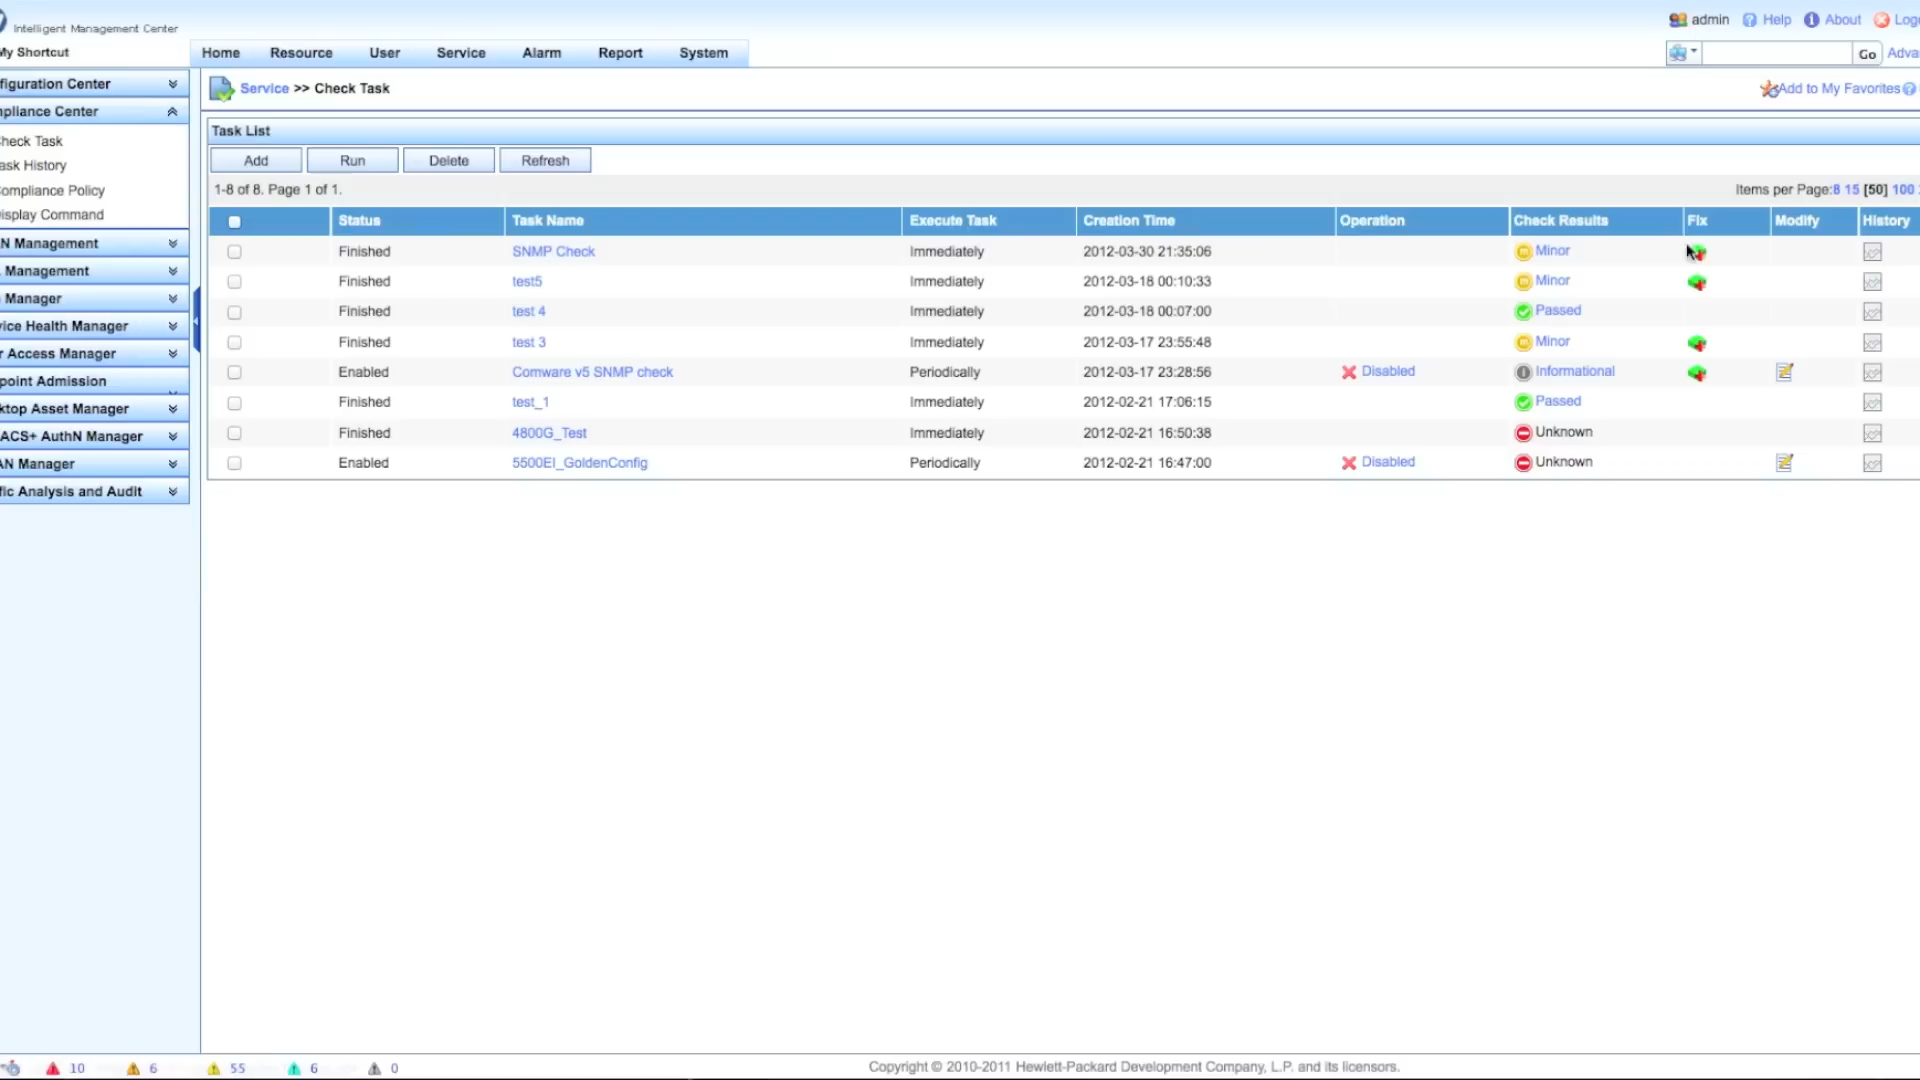 Intelligent Management Center
admin Help About Logo
My Shortcut
Home Resource User Service Alarm Report System
Go Adva
figuration Center
Service >> Check Task
Add to My Favorites
npliance Center
Task List
heck Task
Add Run Delete Refresh
ask History
1-8 of 8. Page 1 of 1.
Items per Page:8 15 [50] 100
ompliance Policy
isplay Command
Status Task Name Execute Task Creation Time Operation Check Results Fix Modify History
N Management
Finished SNMP Check Immediately 2012-03-30 21:35:06 Minor
. Management
Finished test5 Immediately 2012-03-18 00:10:33 Minor
Manager
Finished test 4 Immediately 2012-03-18 00:07:00 Passed
vice Health Manager
Finished test 3 Immediately 2012-03-17 23:55:48 Minor
r Access Manager
Enabled Comware v5 SNMP check Periodically 2012-03-17 23:28:56 Disabled Informational
point Admission
Finished test_1 Immediately 2012-02-21 17:06:15 Passed
ktop Asset Manager
Finished 4800G_Test Immediately 2012-02-21 16:50:38 Unknown
ACS+ AuthN Manager
Enabled 5500EI_GoldenConfig Periodically 2012-02-21 16:47:00 Disabled Unknown
AN Manager
fic Analysis and Audit
10 6 55 6 0
Copyright © 2010-2011 Hewlett-Packard Development Company, L.P. and its licensors.